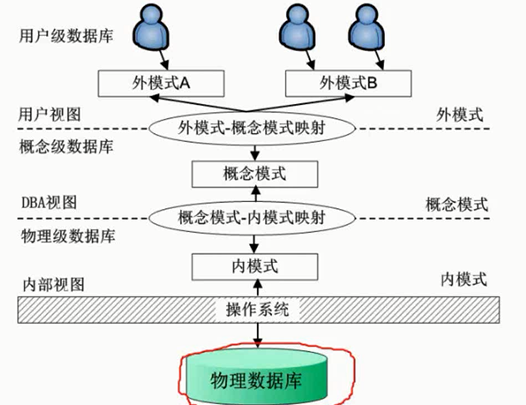 用户级数据库
外模式A
外模式B
用户视图
外模式-概念模式映射
外模式
概念级数据库
概念模式
DBA视图
概念模式-内模式映射
概念模式
物理级数据库
内模式
内部视图
内模式
操作系统
物理数据库